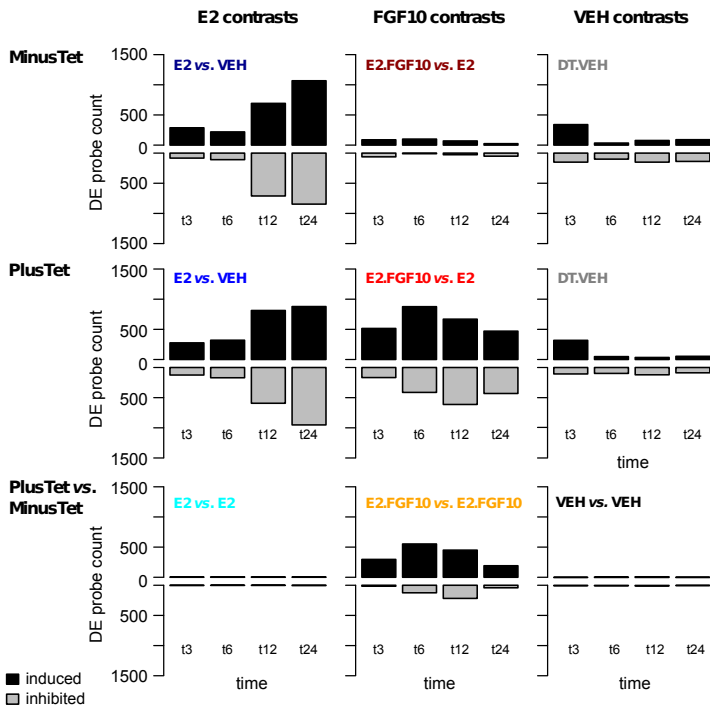 E2 contrasts FGF10 contrasts VEH contrasts
MinusTet
1500
500
0
500
1500
DE probe count
E2 vs. VEH
t3 t6 t12 t24
E2.FGF10 vs. E2
t3 t6 t12 t24
DT.VEH
t3 t6 t12 t24
PlusTet
1500
500
0
500
1500
DE probe count
E2 vs. VEH
t3 t6 t12 t24
E2.FGF10 vs. E2
t3 t6 t12 t24
DT.VEH
t3 t6 t12 t24
time
PlusTet vs.
MinusTet
1500
500
0
500
1500
DE probe count
E2 vs. E2
t3 t6 t12 t24
time
E2.FGF10 vs. E2.FGF10
t3 t6 t12 t24
time
VEH vs. VEH
t3 t6 t12 t24
time
induced
inhibited